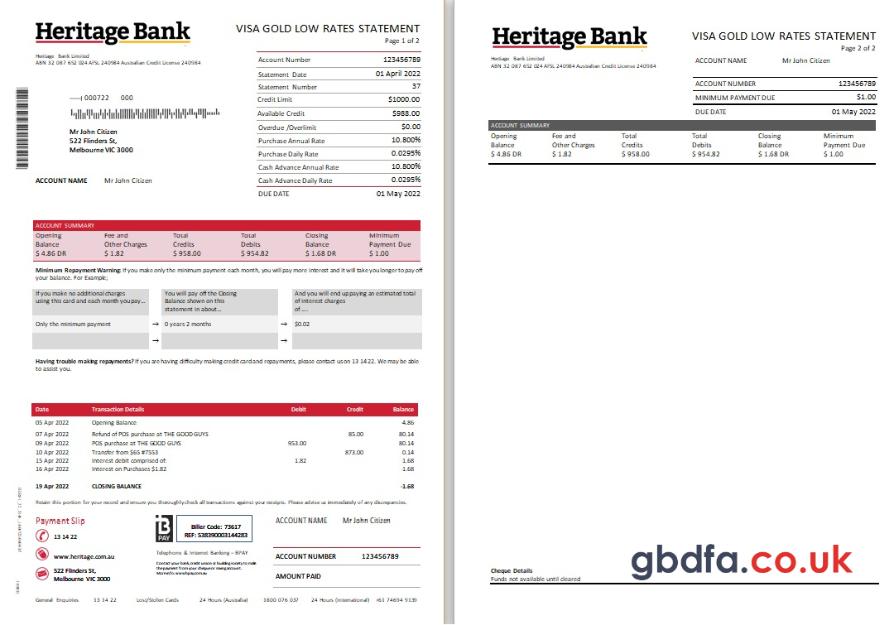 Heritage Bank
Heritage Bank Limited
ABN 32 087 652 024 AFSL 240984 Australian Credit License 240984
VISA GOLD LOW RATES STATEMENT
Page 1 of 2
Account Number 123456789
Statement Date 01 April 2022
Statement Number 37
Credit Limit $1000.00
Available Credit $988.00
Overdue /Overlimit $0.00
Purchase Annual Rate 10.800%
Purchase Daily Rate 0.0295%
Cash Advance Annual Rate 10.800%
Cash Advance Daily Rate 0.0295%
DUE DATE 01 May 2022
000722 000
Mr John Citizen
522 Flinders St,
Melbourne VIC 3000
ACCOUNT NAME Mr John Citizen
ACCOUNT SUMMARY
Opening Fee and Total Total Closing Minimum
Balance Other Charges Credits Debits Balance Payment Due
$ 4.86 DR $ 1.82 $ 958.00 $ 954.82 $ 1.68 DR $ 1.00
Minimum Repayment Warning: If you make only the minimum payment each month, you will pay more interest and it will take you longer to pay off
your balance. For Example;
If you make no additional charges You will pay off the Closing And you will end up paying an estimated total
using this card and each month you pay... Balance shown on this of interest charges
statement in about... of ....
Only the minimum payment → 0 years 2 months → $0.02
→ →
Having trouble making repayments? If you are having difficulty making credit card and repayments, please contact us on 13 14 22. We may be able
to assist you.
Date Transaction Details Debit Credit Balance
05 Apr 2022 Opening Balance 4.86
07 Apr 2022 Refund of POS purchase at THE GOOD GUYS 85.00 80.14
09 Apr 2022 POS purchase at THE GOOD GUYS 953.00 80.14
10 Apr 2022 Transfer from S65 #7553 873.00 0.14
15 Apr 2022 Interest debit comprised of: 1.82 1.68
16 Apr 2022 Interest on Purchases $1.82 1.68
19 Apr 2022 CLOSING BALANCE -1.68
Retain this portion for your record and ensure you thoroughly check all transactions against your receipts. Please advise us immediately of any discrepancies.
Payment Slip
13 14 22
www.heritage.com.au
522 Flinders St,
Melbourne VIC 3000
B
PAY
Biller Code: 73617
REF: 538390003144283
Telephone & Internet Banking – BPAY
Contact your bank, credit union or building society to make
ACCOUNT NAME Mr John Citizen
ACCOUNT NUMBER 123456789
AMOUNT PAID
General Enquiries 13 14 22 Loss/Stolen Cards 24 Hours (Australia) 1800 076 037 24 Hours (International) +61 74694 9130
Heritage Bank
Heritage Bank Limited
ABN 32 087 652 024 AFSL 240984 Australian Credit License 240984
VISA GOLD LOW RATES STATEMENT
Page 2 of 2
ACCOUNT NAME Mr John Citizen
ACCOUNT NUMBER 123456789
MINIMUM PAYMENT DUE $1.00
DUE DATE 01 May 2022
ACCOUNT SUMMARY
Opening Fee and Total Total Closing Minimum
Balance Other Charges Credits Debits Balance Payment Due
$ 4.86 DR $ 1.82 $ 958.00 $ 954.82 $ 1.68 DR $ 1.00
Cheque Details
Funds not available until cleared
gbdfa.co.uk